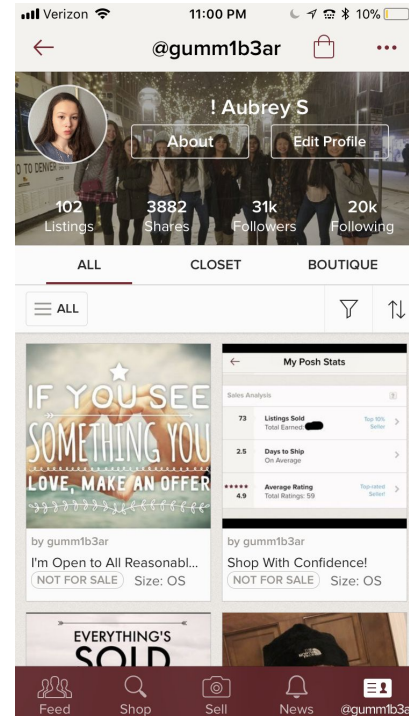 Verizon 11:00 PM 10%
@gumm1b3ar
! Aubrey S
About Edit Profile
O TO DENVER
102 3882 31k 20k
Listings Shares Followers Following
ALL CLOSET BOUTIQUE
ALL
IF YOU SEE
SOMETHING YOU
LOVE, MAKE AN OFFER
by gumm1b3ar
I'm Open to All Reasonabl...
NOT FOR SALE Size: OS
My Posh Stats
Sales Analysis
73 Listings Sold Top 10%
Total Earned: Seller
2.5 Days to Ship
On Average
Average Rating Top-rated
4.9 Total Ratings: 59 Seller!
by gumm1b3ar
Shop With Confidence!
NOT FOR SALE Size: OS
EVERYTHING'S
SOLD
THE
NORTH
FACE
Feed Shop Sell News @gumm1b3a